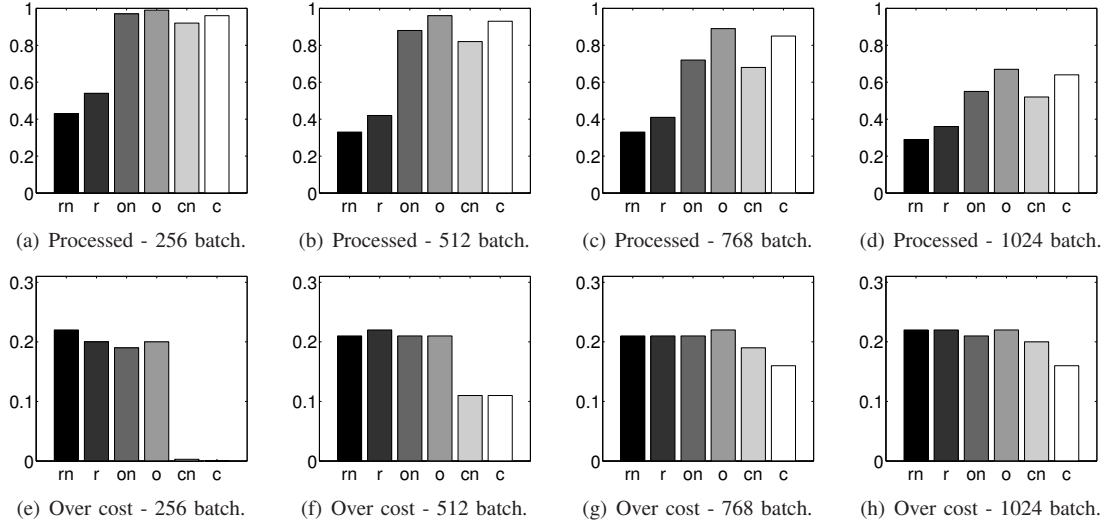 1
0.8
0.6
0.4
0.2
0
rn r on o cn c
(a) Processed - 256 batch.
1
0.8
0.6
0.4
0.2
0
rn r on o cn c
(b) Processed - 512 batch.
1
0.8
0.6
0.4
0.2
0
rn r on o cn c
(c) Processed - 768 batch.
1
0.8
0.6
0.4
0.2
0
rn r on o cn c
(d) Processed - 1024 batch.
0.3
0.2
0.1
0
rn r on o cn c
(e) Over cost - 256 batch.
0.3
0.2
0.1
0
rn r on o cn c
(f) Over cost - 512 batch.
0.3
0.2
0.1
0
rn r on o cn c
(g) Over cost - 768 batch.
0.3
0.2
0.1
0
rn r on o cn c
(h) Over cost - 1024 batch.